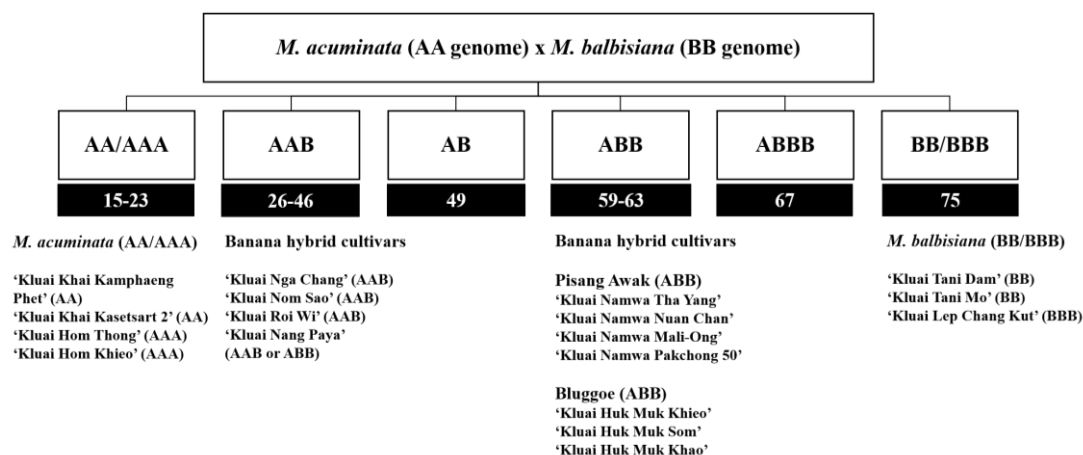 M. acuminata (AA genome) x M. balbisiana (BB genome)
AA/AAA
AAB
AB
ABB
ABBB
BB/BBB
15-23
26-46
49
59-63
67
75
M. acuminata (AA/AAA)
‘Kluai Khai Kamphaeng
Phet’ (AA)
‘Kluai Khai Kasetsart 2’ (AA)
‘Kluai Hom Thong’ (AAA)
‘Kluai Hom Khieo’ (AAA)
Banana hybrid cultivars
‘Kluai Nga Chang’ (AAB)
‘Kluai Nom Sao’ (AAB)
‘Kluai Roi Wi’ (AAB)
‘Kluai Nang Paya’
(AAB or ABB)
Banana hybrid cultivars
Pisang Awak (ABB)
‘Kluai Namwa Tha Yang’
‘Kluai Namwa Nuan Chan’
‘Kluai Namwa Mali-Ong’
‘Kluai Namwa Pakchong 50’
Bluggoe (ABB)
‘Kluai Huk Muk Khieo’
‘Kluai Huk Muk Som’
‘Kluai Huk Muk Khao’
M. balbisiana (BB/BBB)
‘Kluai Tani Dam’ (BB)
‘Kluai Tani Mo’ (BB)
‘Kluai Lep Chang Kut’ (BBB)